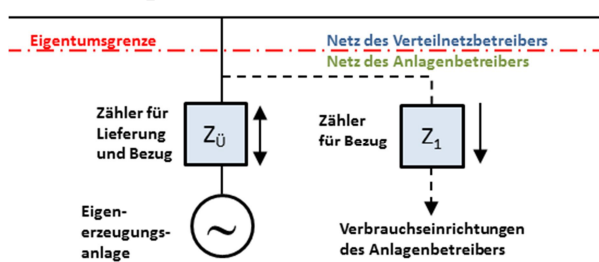 Eigentumsgrenze
Netz des Verteilnetzbetreibers
Netz des Anlagenbetreibers
Zähler für
Lieferung
und Bezug
ZÜ
Zähler
für Bezug
Z1
Eigen-
erzeugungs-
anlage
Verbrauchseinrichtungen
des Anlagenbetreibers